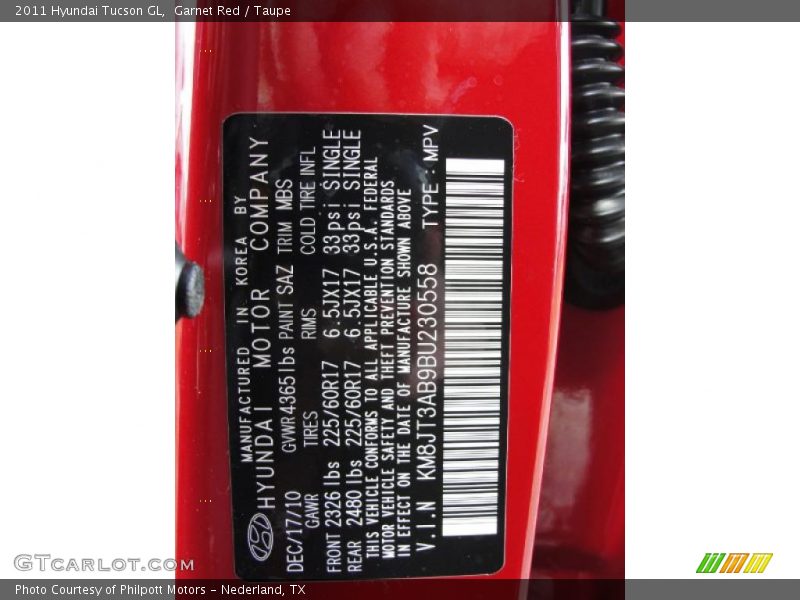 2011 Hyundai Tucson GL,  Garnet Red / Taupe
MANUFACTURED IN KOREA BY
HYUNDAI MOTOR COMPANY
DEC/17/10 GVWR 4365 lbs PAINT SAZ TRIM MBS
GAWR TIRES RIMS COLD TIRE INFL
FRONT 2326 lbs 225/60R17 6.5JX17 33psi SINGLE
REAR 2480 lbs 225/60R17 6.5JX17 33psi SINGLE
THIS VEHICLE CONFORMS TO ALL APPLICABLE U.S.A. FEDERAL
MOTOR VEHICLE SAFETY AND THEFT PREVENTION STANDARDS
IN EFFECT ON THE DATE OF MANUFACTURE SHOWN ABOVE
V.I.N KM8JT3AB9BU230558 TYPE : MPV
GTCarlot.com
Photo Courtesy of Philpott Motors - Nederland, TX